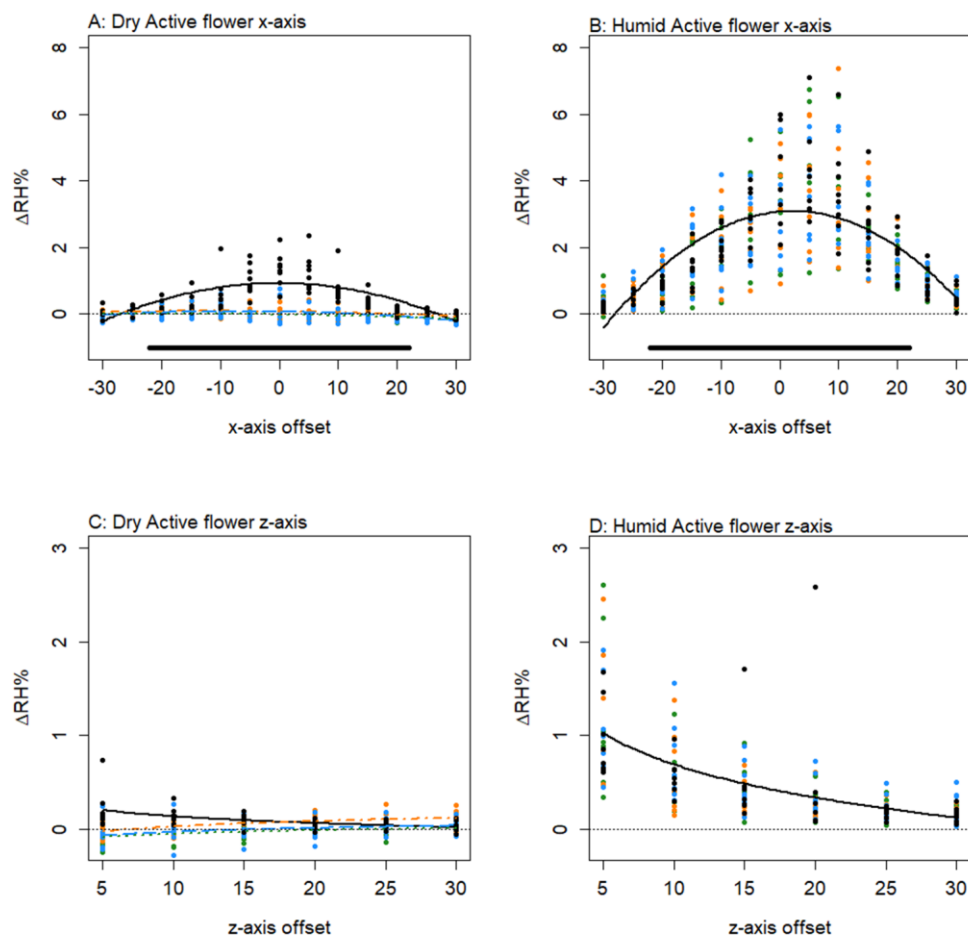 A: Dry Active flower x-axis
8
6
4
2
0
ΔRH%
-30 -20 -10 0 10 20 30
x-axis offset
B: Humid Active flower x-axis
8
6
4
2
0
ΔRH%
-30 -20 -10 0 10 20 30
x-axis offset
C: Dry Active flower z-axis
3
2
1
0
ΔRH%
5 10 15 20 25 30
z-axis offset
D: Humid Active flower z-axis
3
2
1
0
ΔRH%
5 10 15 20 25 30
z-axis offset